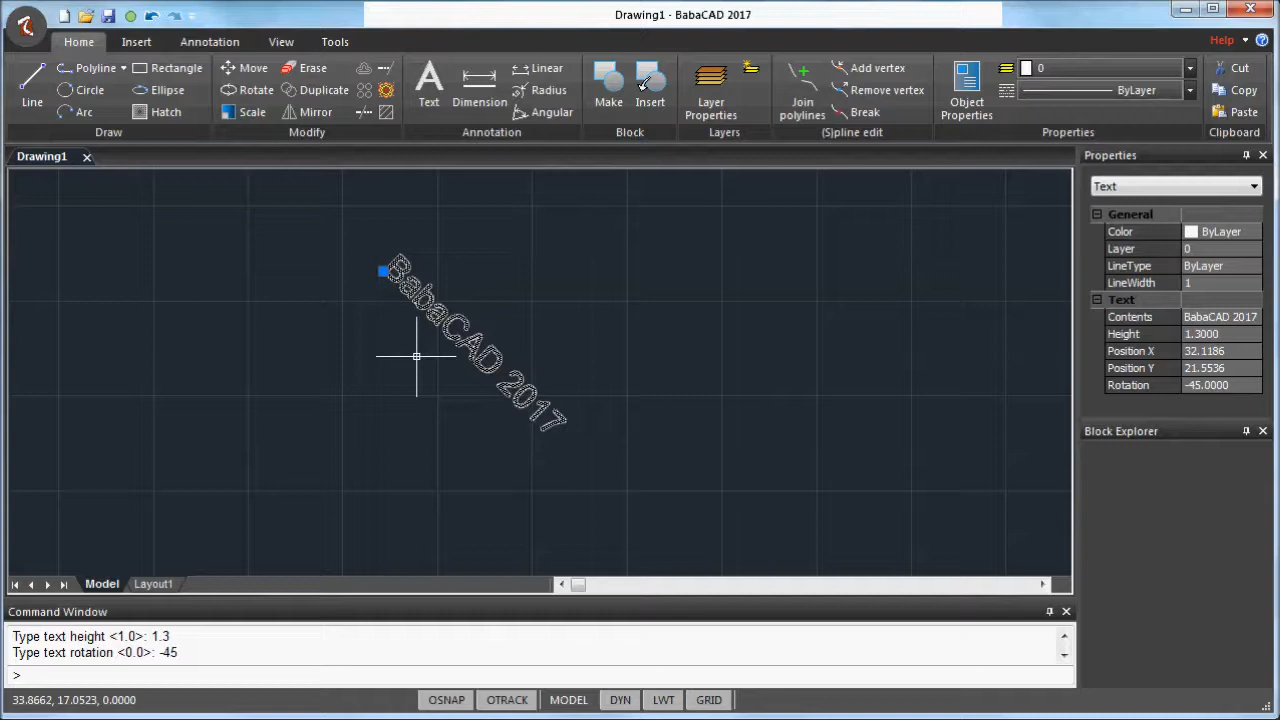 Drawing1 - BabaCAD 2017
Home Insert Annotation View Tools Help
Line
Polyline
Circle
Arc
Rectangle
Ellipse
Hatch
Draw
Move
Rotate
Scale
Erase
Duplicate
Mirror
Modify
Text
Dimension
Linear
Radius
Angular
Annotation
Make
Insert
Block
Layer
Properties
Layers
Join
polylines
Add vertex
Remove vertex
Break
(S)pline edit
Object
Properties
0
ByLayer
Properties
Cut
Copy
Paste
Clipboard
Drawing1
BabaCAD 2017
Properties
Text
General
Color ByLayer
Layer 0
LineType ByLayer
LineWidth 1
Text
Contents BabaCAD 2017
Height 1.3000
Position X 32.1186
Position Y 21.5536
Rotation -45.0000
Block Explorer
Model Layout1
Command Window
Type text height <1.0>: 1.3
Type text rotation <0.0>: -45
>
33.8662, 17.0523, 0.0000
OSNAP OTRACK MODEL DYN LWT GRID